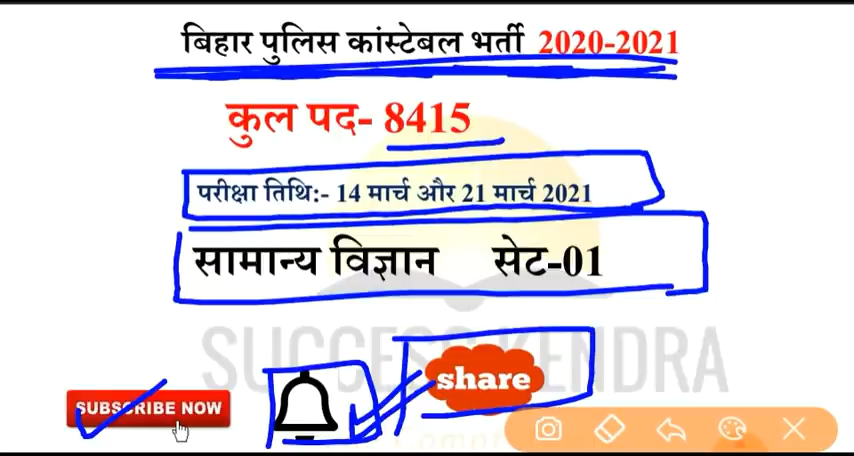 बिहार पुलिस कांस्टेबल भर्ती 2020-2021
कुल पद- 8415
परीक्षा तिथि:- 14 मार्च और 21 मार्च 2021
सामान्य विज्ञान सेट-01
SUCCESS KENDRA
share
SUBSCRIBE NOW